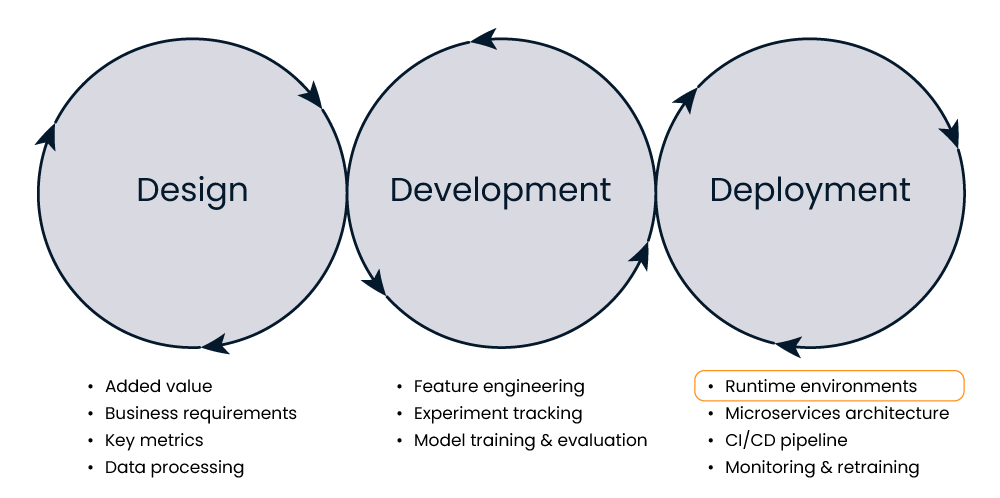 Design
Development
Deployment
• Added value
• Business requirements
• Key metrics
• Data processing
• Feature engineering
• Experiment tracking
• Model training & evaluation
• Runtime environments
• Microservices architecture
• CI/CD pipeline
• Monitoring & retraining